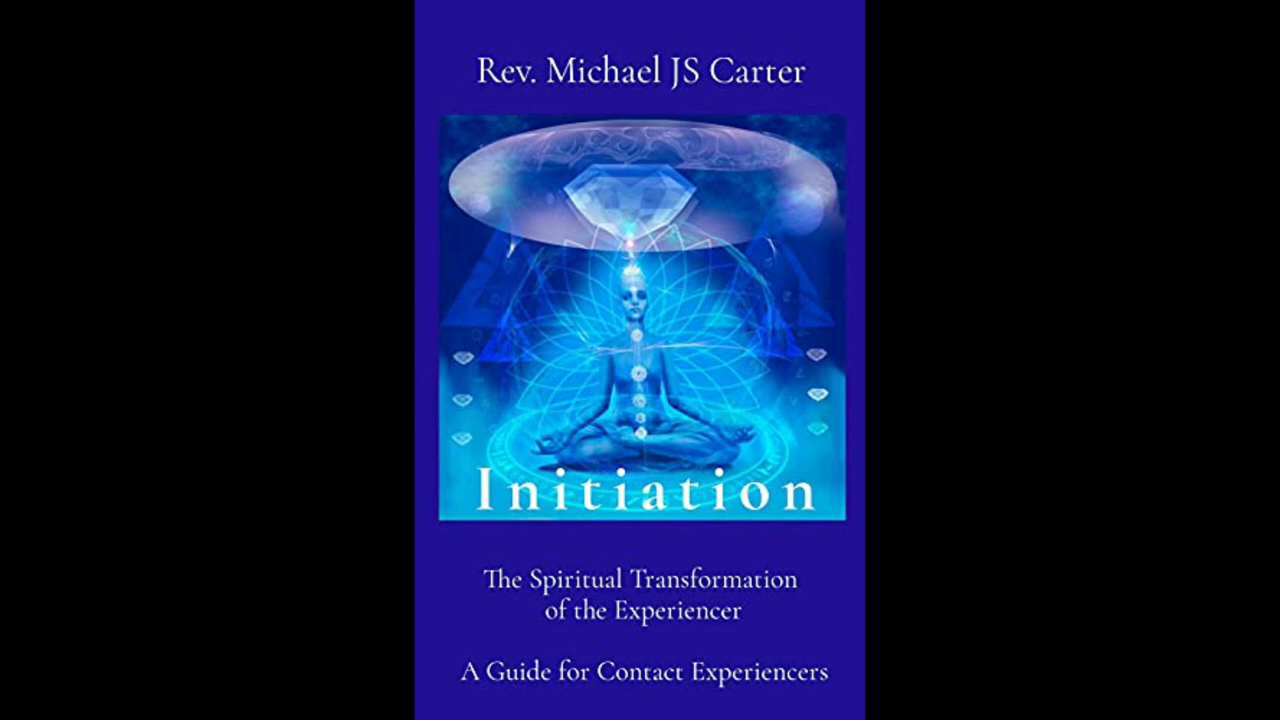 Rev. Michael JS Carter
Initiation
The Spiritual Transformation
of the Experiencer
A Guide for Contact Experiencers